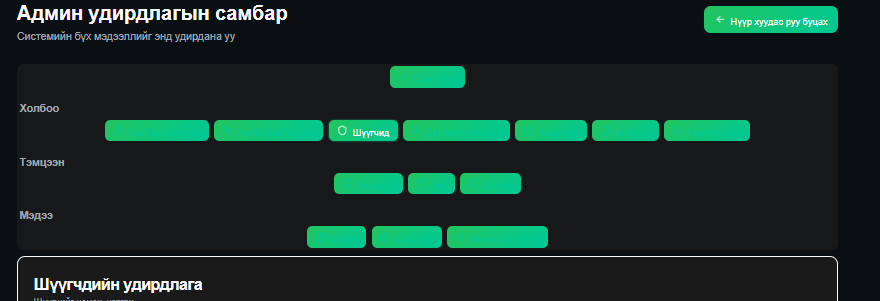 Админ удирдлагын самбар
Системийн бүх мэдээллийг энд удирдана уу
Нүүр хуудас руу буцах
Холбоо
Шүүгчид
Тэмцээн
Мэдээ
Шүүгчдийн удирдлага